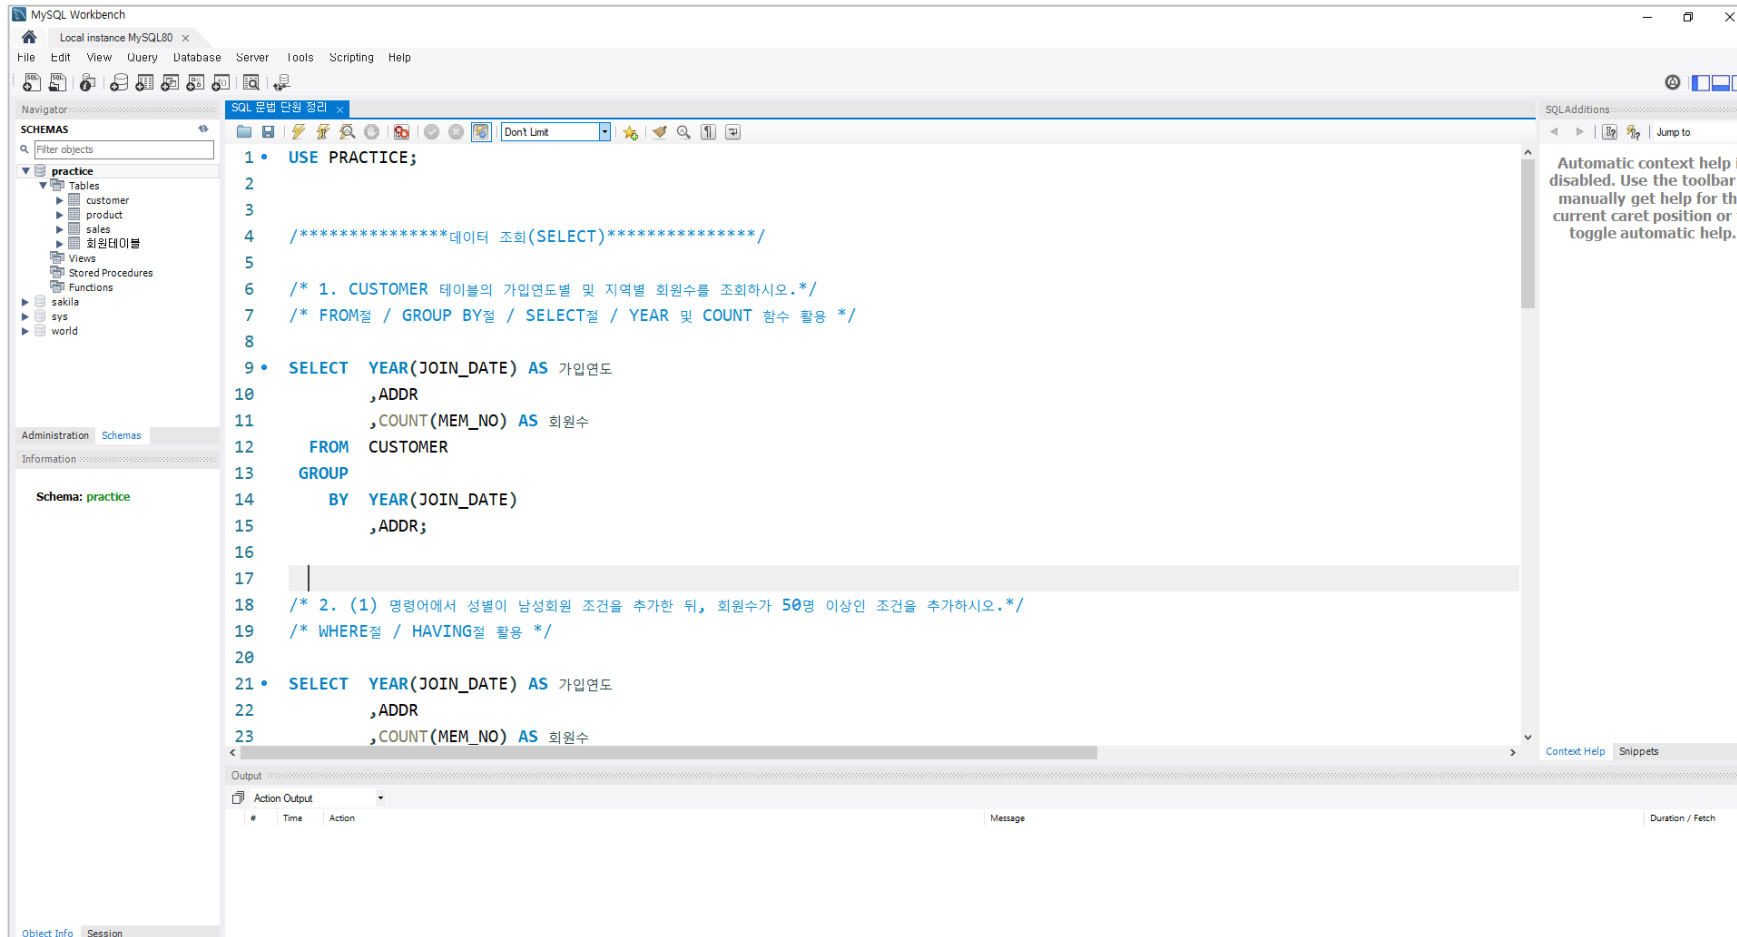 MySQL Workbench
Local instance MySQL80 ×
File Edit View Query Database Server Tools Scripting Help
Navigator
SCHEMAS
Filter objects
practice
Tables
customer
product
sales
회원테이블
Views
Stored Procedures
Functions
sakila
sys
world
Administration Schemas
Information
Schema: practice
Object Info Session
SQL 문법 단원 정리 ×
Don't Limit
1 USE PRACTICE;
2
3
4 /***************데이터 조회(SELECT)***************/
5
6 /* 1. CUSTOMER 테이블의 가입연도별 및 지역별 회원수를 조회하시오.*/
7 /* FROM절 / GROUP BY절 / SELECT절 / YEAR 및 COUNT 함수 활용 */
8
9 SELECT YEAR(JOIN_DATE) AS 가입연도
10 ,ADDR
11 ,COUNT(MEM_NO) AS 회원수
12 FROM CUSTOMER
13 GROUP
14 BY YEAR(JOIN_DATE)
15 ,ADDR;
16
17
18 /* 2. (1) 명령어에서 성별이 남성회원 조건을 추가한 뒤, 회원수가 50명 이상인 조건을 추가하시오.*/
19 /* WHERE절 / HAVING절 활용 */
20
21 SELECT YEAR(JOIN_DATE) AS 가입연도
22 ,ADDR
23 ,COUNT(MEM_NO) AS 회원수
Output
Action Output
# Time Action Message Duration / Fetch
SQLAdditions
Jump to
Automatic context help
disabled. Use the toolbar
manually get help for
current caret position or
toggle automatic help.
Context Help Snippets